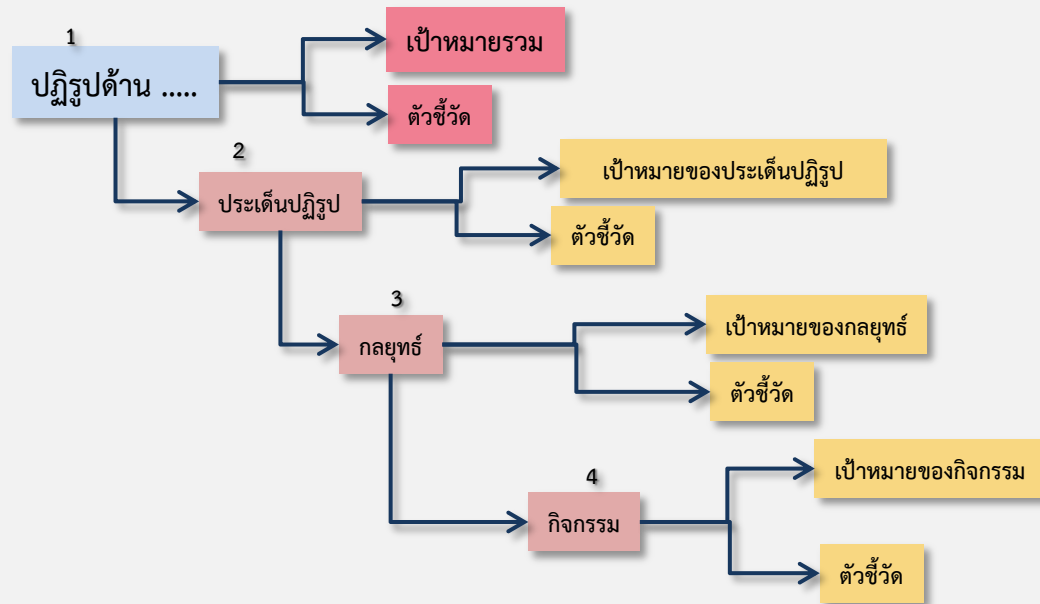 1
ปฏิรูปด้าน .....
เป้าหมายรวม
ตัวชี้วัด
2
ประเด็นปฏิรูป
เป้าหมายของประเด็นปฏิรูป
ตัวชี้วัด
3
กลยุทธ์
เป้าหมายของกลยุทธ์
ตัวชี้วัด
4
กิจกรรม
เป้าหมายของกิจกรรม
ตัวชี้วัด